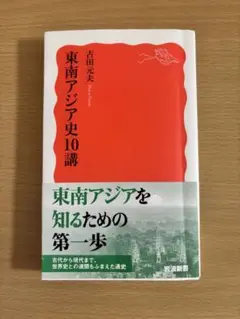 古田元夫
東南アジア史10講
東南アジアを
知るための
第一歩
古代から現代まで、
世界史との連関もふまえた通史
岩波新書